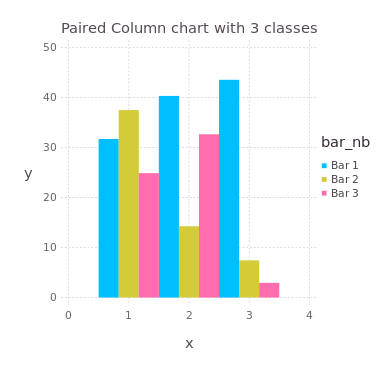 Paired Column chart with 3 classes
50
40
30
20
10
0
y
0 1 2 3 4
x
bar_nb
Bar 1
Bar 2
Bar 3